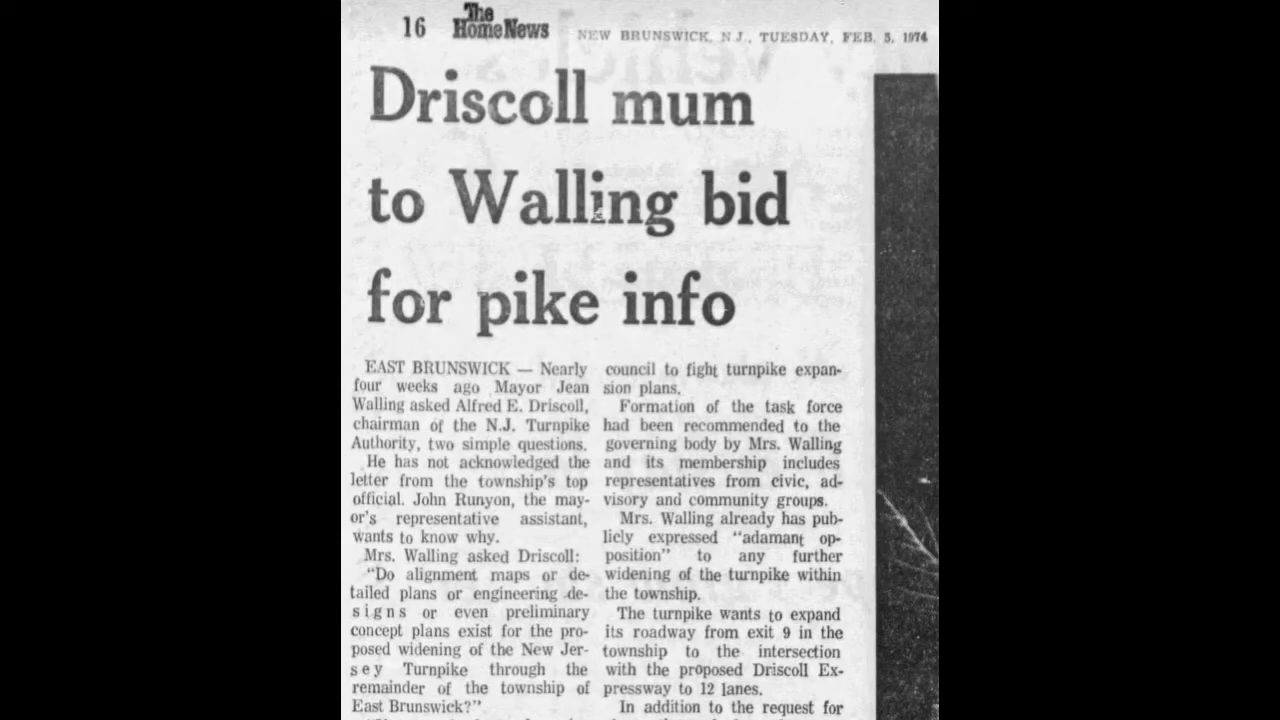 16 The Home News NEW BRUNSWICK, N.J., TUESDAY, FEB. 5, 1974
Driscoll mum
to Walling bid
for pike info
EAST BRUNSWICK — Nearly
four weeks ago Mayor Jean
Walling asked Alfred E. Driscoll,
chairman of the N.J. Turnpike
Authority, two simple questions.
He has not acknowledged the
letter from the township's top
official. John Runyon, the may-
or's representative assistant,
wants to know why.
Mrs. Walling asked Driscoll:
"Do alignment maps or de-
tailed plans or engineering de-
signs or even preliminary
concept plans exist for the pro-
posed widening of the New Jer-
sey Turnpike through the
remainder of the township of
East Brunswick?"
council to fight turnpike expan-
sion plans.
Formation of the task force
had been recommended to the
governing body by Mrs. Walling
and its membership includes
representatives from civic, ad-
visory and community groups.
Mrs. Walling already has pub-
licly expressed "adamant op-
position" to any further
widening of the turnpike within
the township.
The turnpike wants to expand
its roadway from exit 9 in the
township to the intersection
with the proposed Driscoll Ex-
pressway to 12 lanes.
In addition to the request for